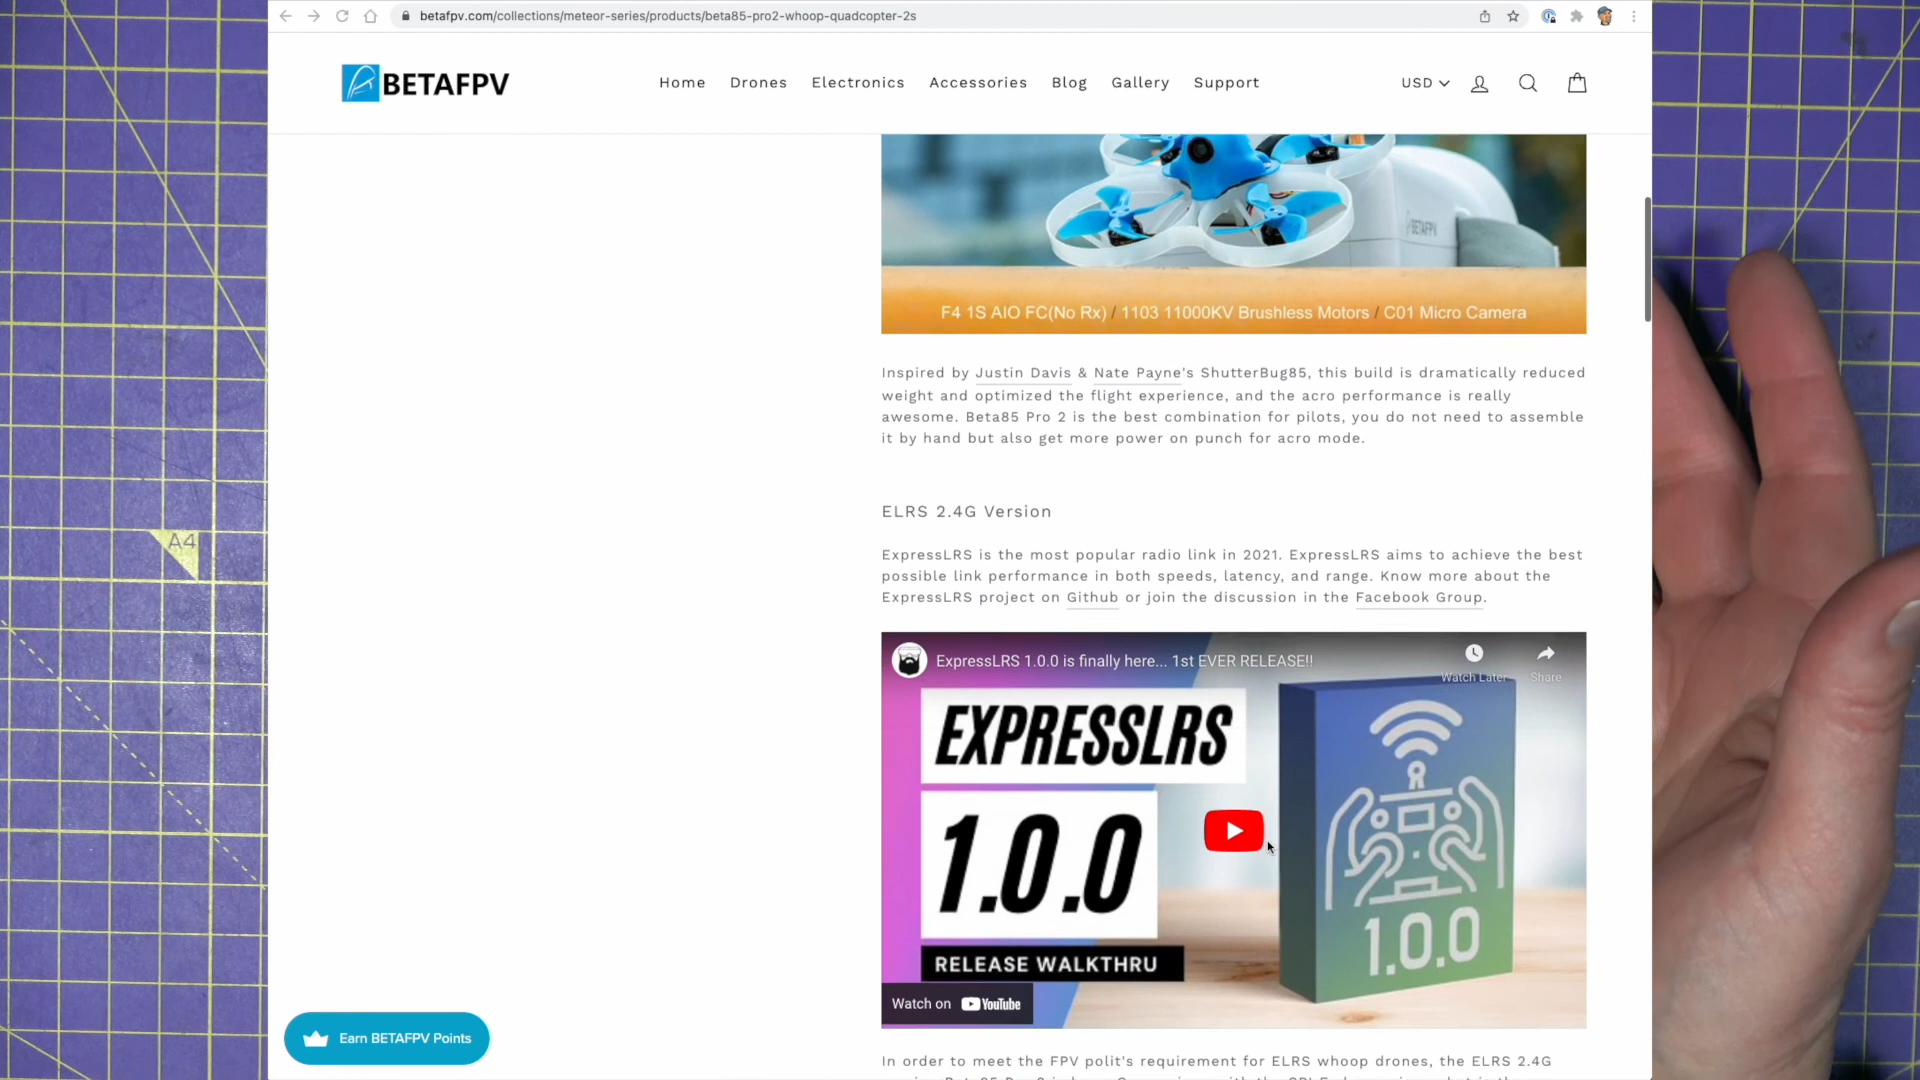 betafpv.com/collections/meteor-series/products/beta85-pro2-whoop-quadcopter-2s
BETAFPV
Home Drones Electronics Accessories Blog Gallery Support
USD
BETAFPV
F4 1S AIO FC(No Rx) / 1103 11000KV Brushless Motors / C01 Micro Camera
Inspired by Justin Davis & Nate Payne's ShutterBug85, this build is dramatically reduced
weight and optimized the flight experience, and the acro performance is really
awesome. Beta85 Pro 2 is the best combination for pilots, you do not need to assemble
it by hand but also get more power on punch for acro mode.
A4
ELRS 2.4G Version
ExpressLRS is the most popular radio link in 2021. ExpressLRS aims to achieve the best
possible link performance in both speeds, latency, and range. Know more about the
ExpressLRS project on Github or join the discussion in the Facebook Group.
ExpressLRS 1.0.0 is finally here... 1st EVER RELEASE!!
Watch Later Share
EXPRESSLRS
1.0.0
1.0.0
RELEASE WALKTHRU
Watch on YouTube
Earn BETAFPV Points
In order to meet the FPV polit's requirement for ELRS whoop drones, the ELRS 2.4G